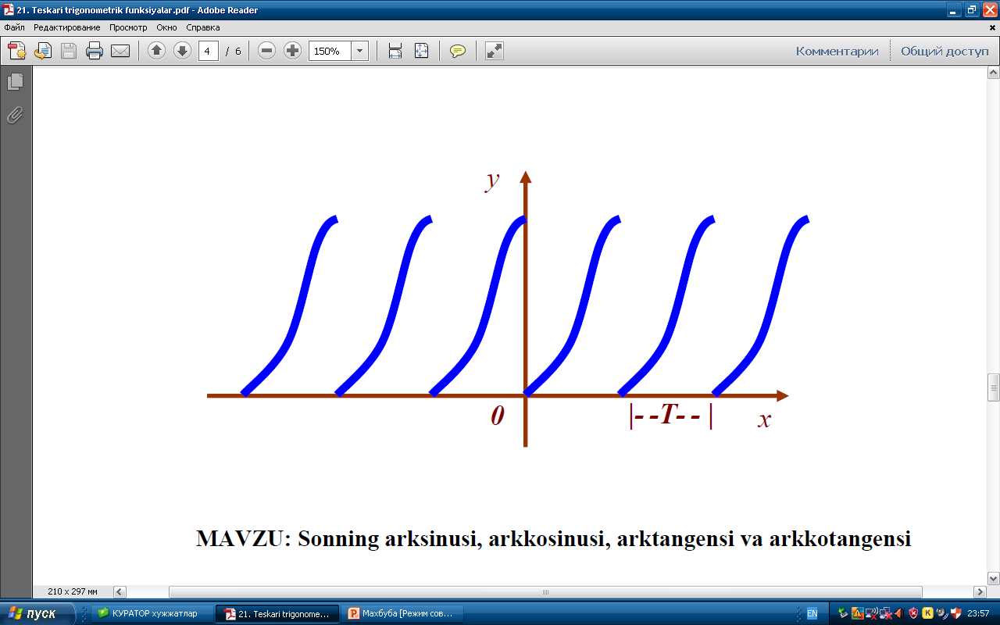 21. Teskari trigonometrik funksiyalar.pdf - Adobe Reader
Файл Редактирование Просмотр Окно Справка
4 / 6 150% Комментарии Общий доступ
y
0 |- -T- - | x
MAVZU: Sonning arksinusi, arkkosinusi, arktangensi va arkkotangensi
210 x 297 мм
пуск КУРАТОР хужжатлар 21. Teskari trigonome... Махбуба [Режим сов... EN K 23:57